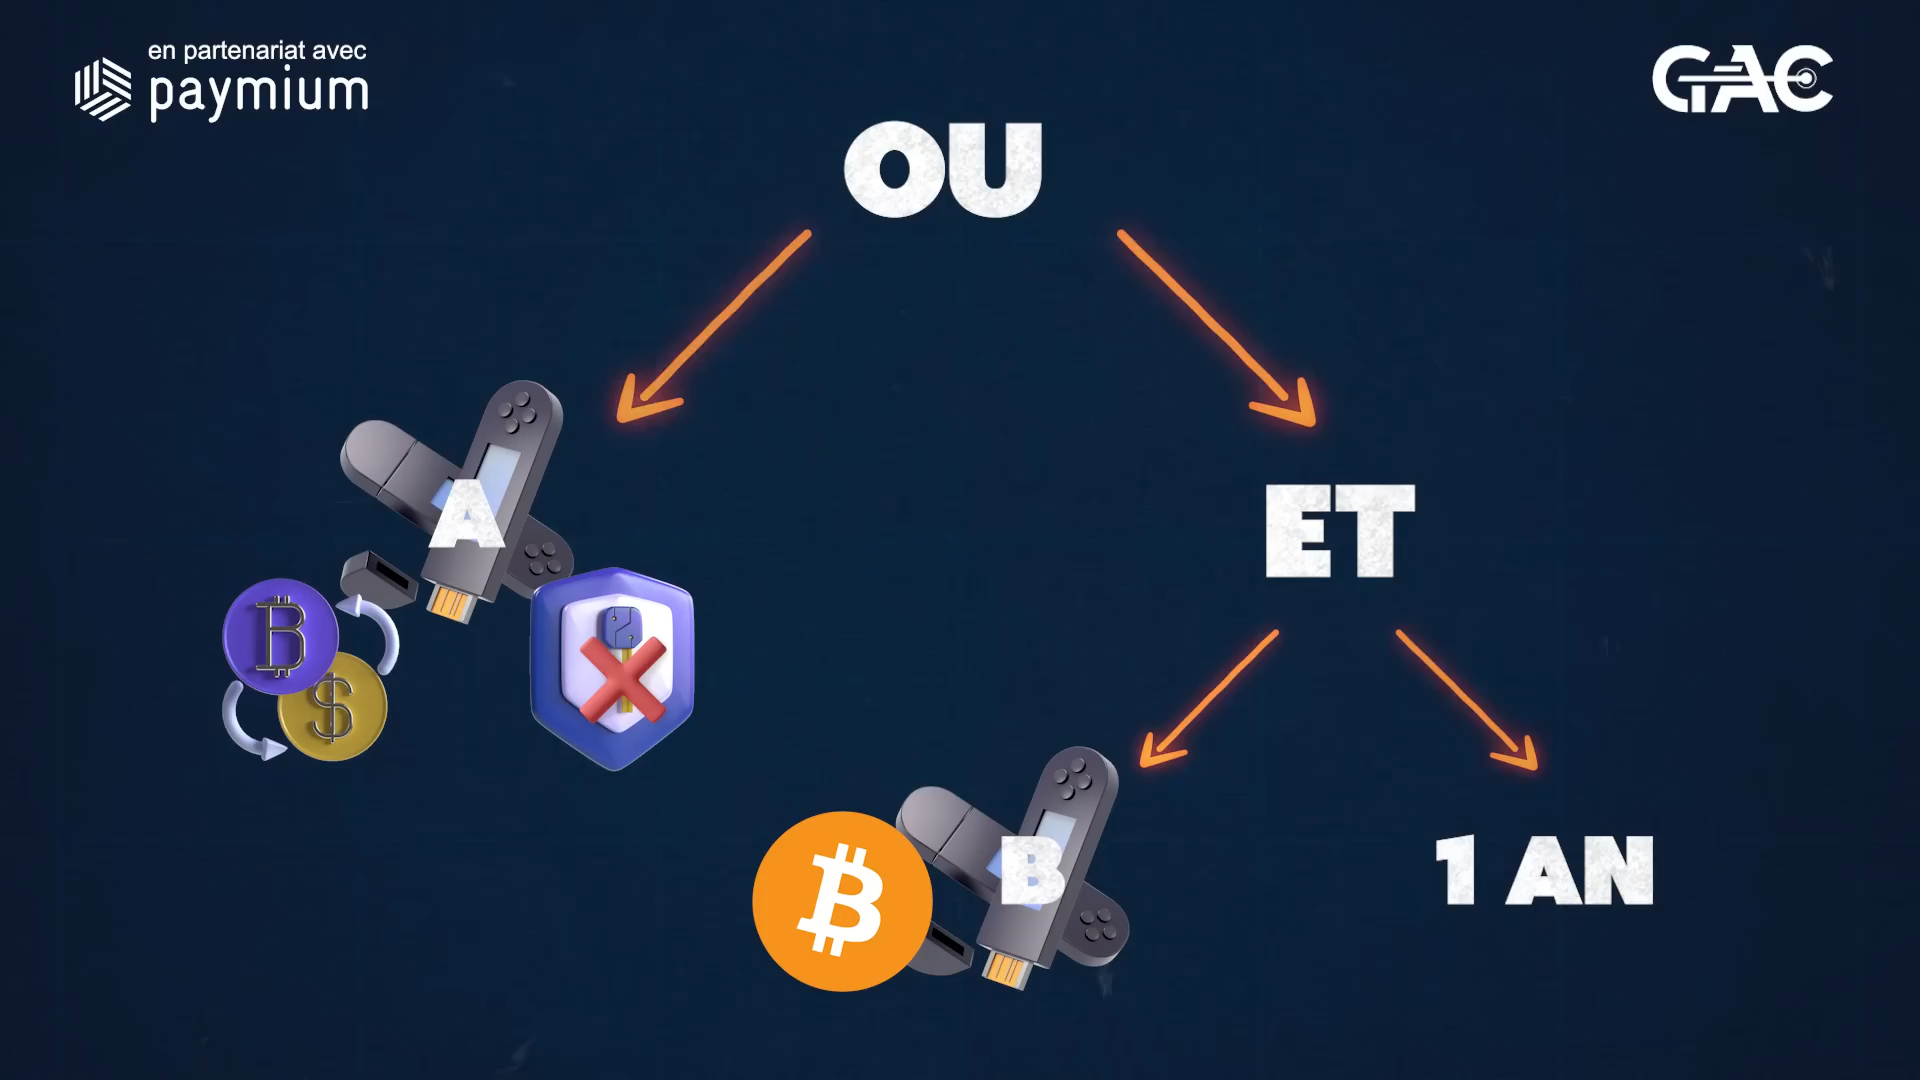 en partenariat avec
paymium
GAC
OU
A
ET
B
1 AN